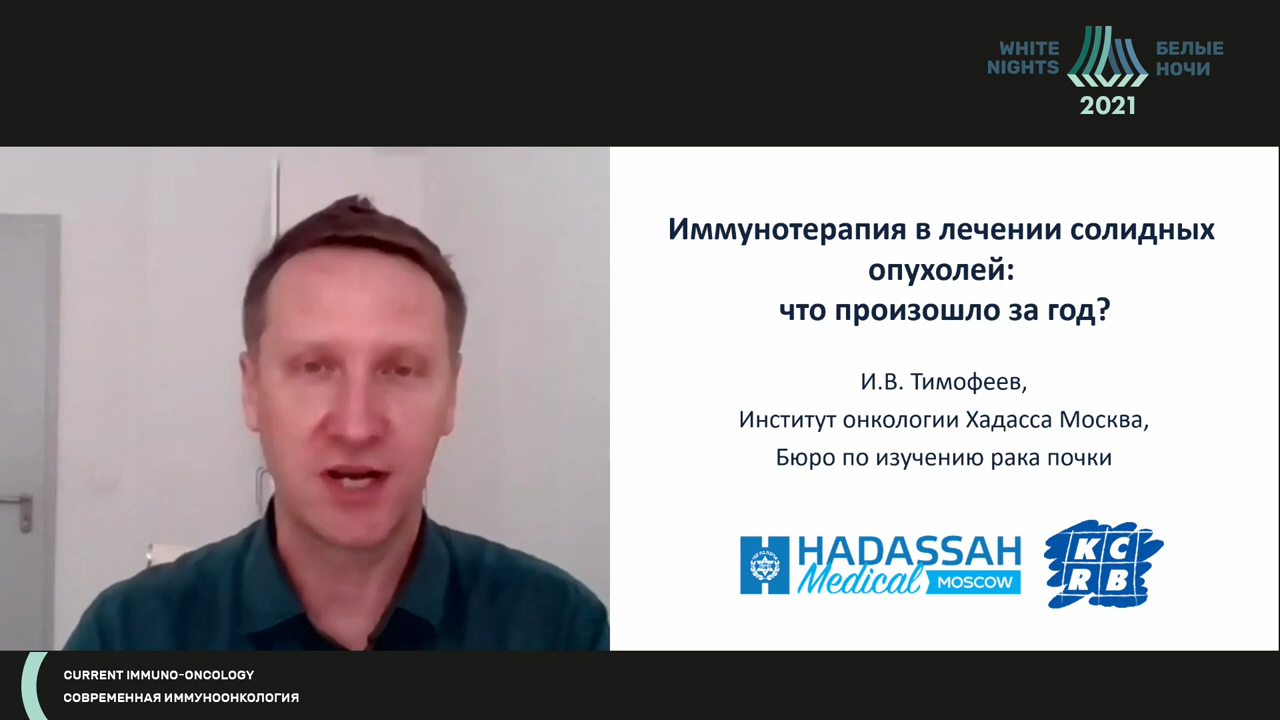 WHITE NIGHTS
БЕЛЫЕ НОЧИ
2021
Иммунотерапия в лечении солидных
опухолей:
что произошло за год?
И.В. Тимофеев,
Институт онкологии Хадасса Москва,
Бюро по изучению рака почки
HADASSAH
Medical MOSCOW
KC
RB
CURRENT IMMUNO-ONCOLOGY
СОВРЕМЕННАЯ ИММУНООНКОЛОГИЯ